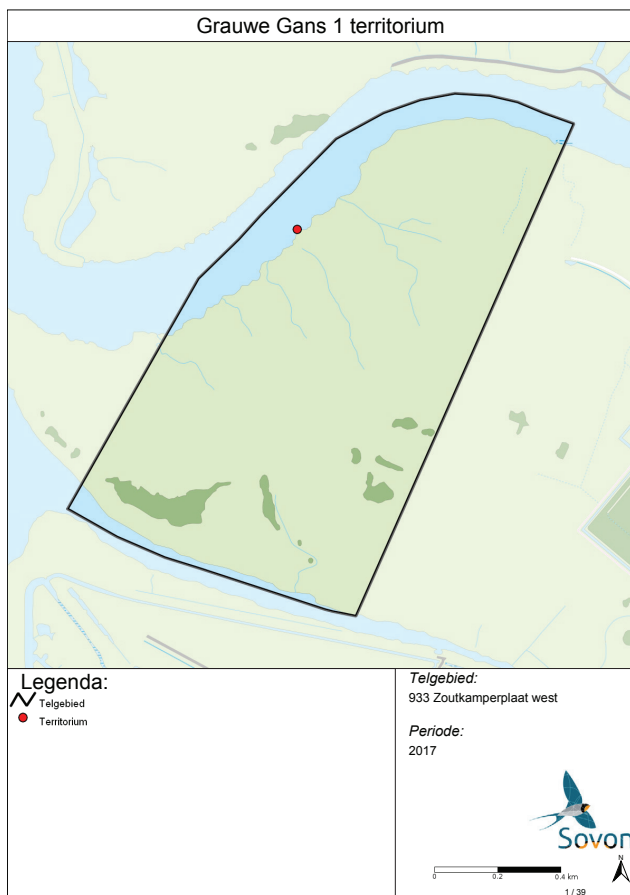 Grauwe Gans 1 territorium
Legenda:
Telgebied
Territorium
Telgebied:
933 Zoutkamperplaat west
Periode:
2017
Sovon
N
0 0.2 0.4 km
1 / 39